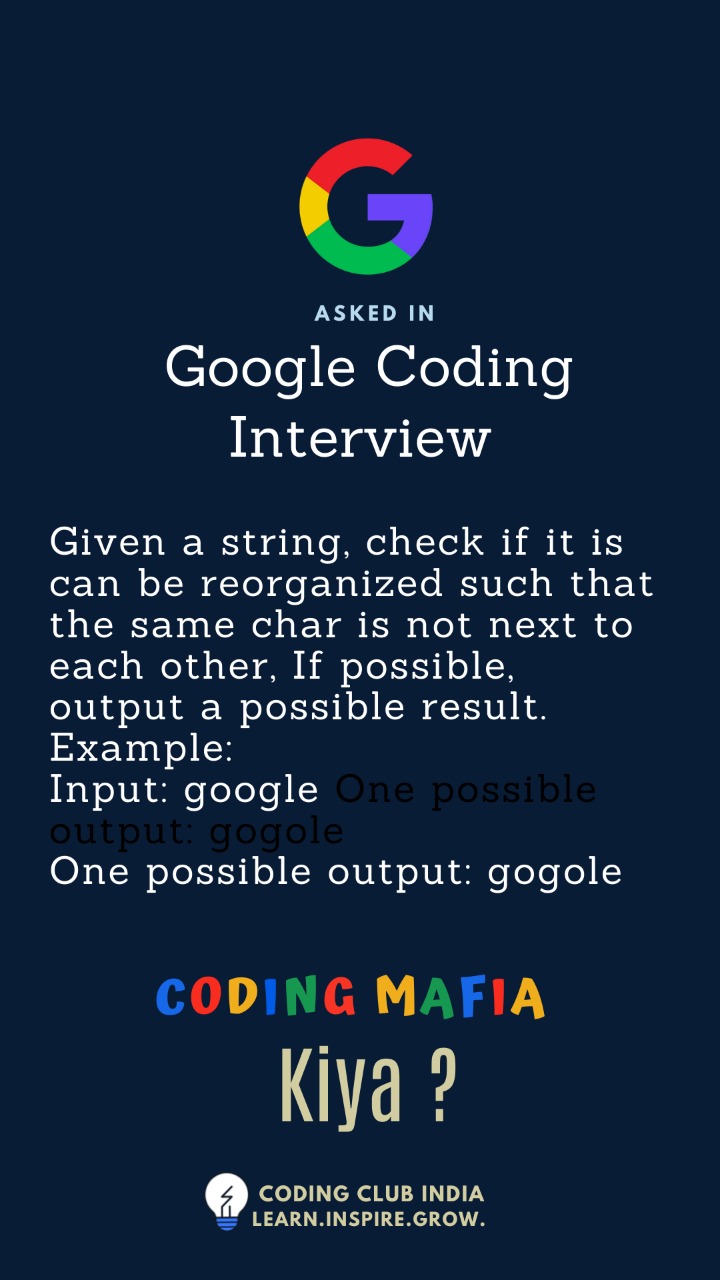 ASKED IN
Google Coding
Interview
Given a string, check if it is
can be reorganized such that
the same char is not next to
each other, If possible,
output a possible result.
Example:
Input: google One possible
output: gogole
One possible output: gogole
CODING MAFIA
Kiya ?
CODING CLUB INDIA
LEARN.INSPIRE.GROW.